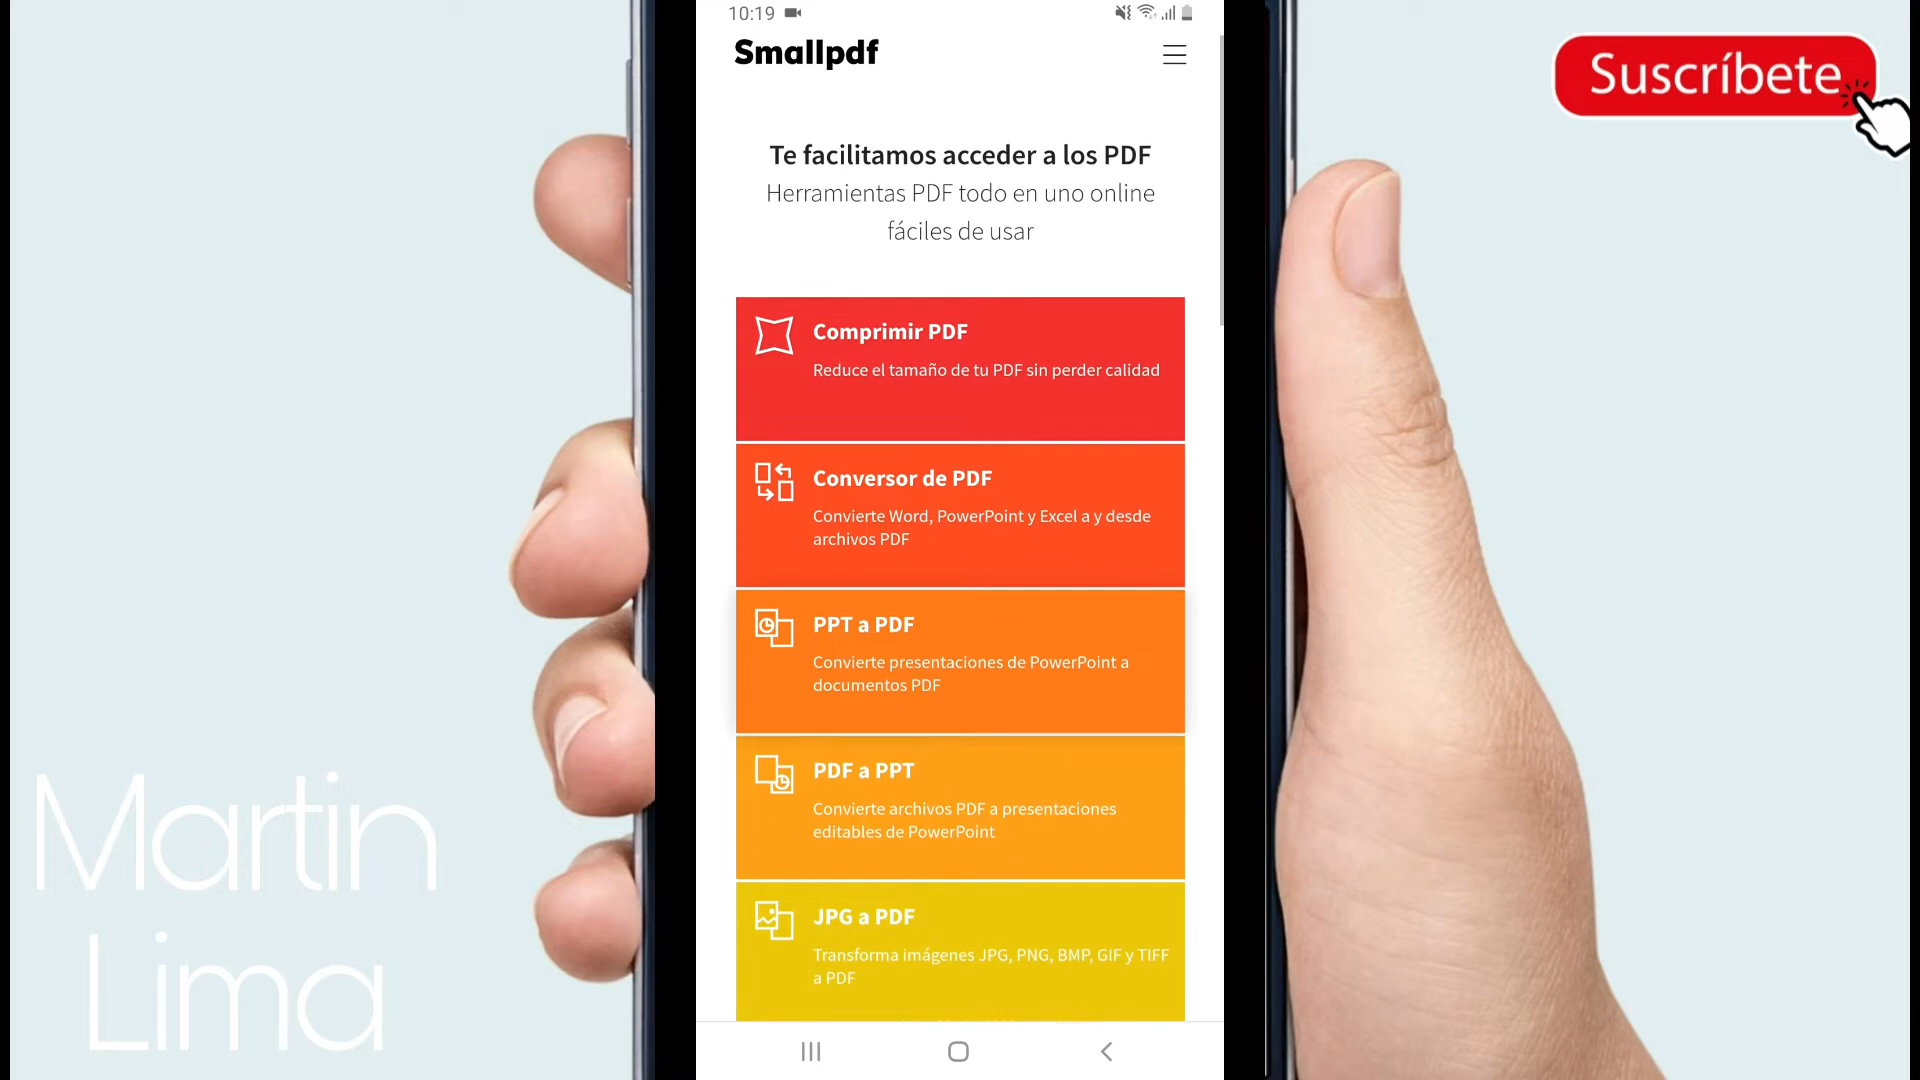 10:19
Smallpdf
Suscríbete
Te facilitamos acceder a los PDF
Herramientas PDF todo en uno online
fáciles de usar
Comprimir PDF
Reduce el tamaño de tu PDF sin perder calidad
Conversor de PDF
Convierte Word, PowerPoint y Excel a y desde
archivos PDF
PPT a PDF
Convierte presentaciones de PowerPoint a
documentos PDF
PDF a PPT
Convierte archivos PDF a presentaciones
editables de PowerPoint
JPG a PDF
Transforma imágenes JPG, PNG, BMP, GIF y TIFF
a PDF
Martin
Lima